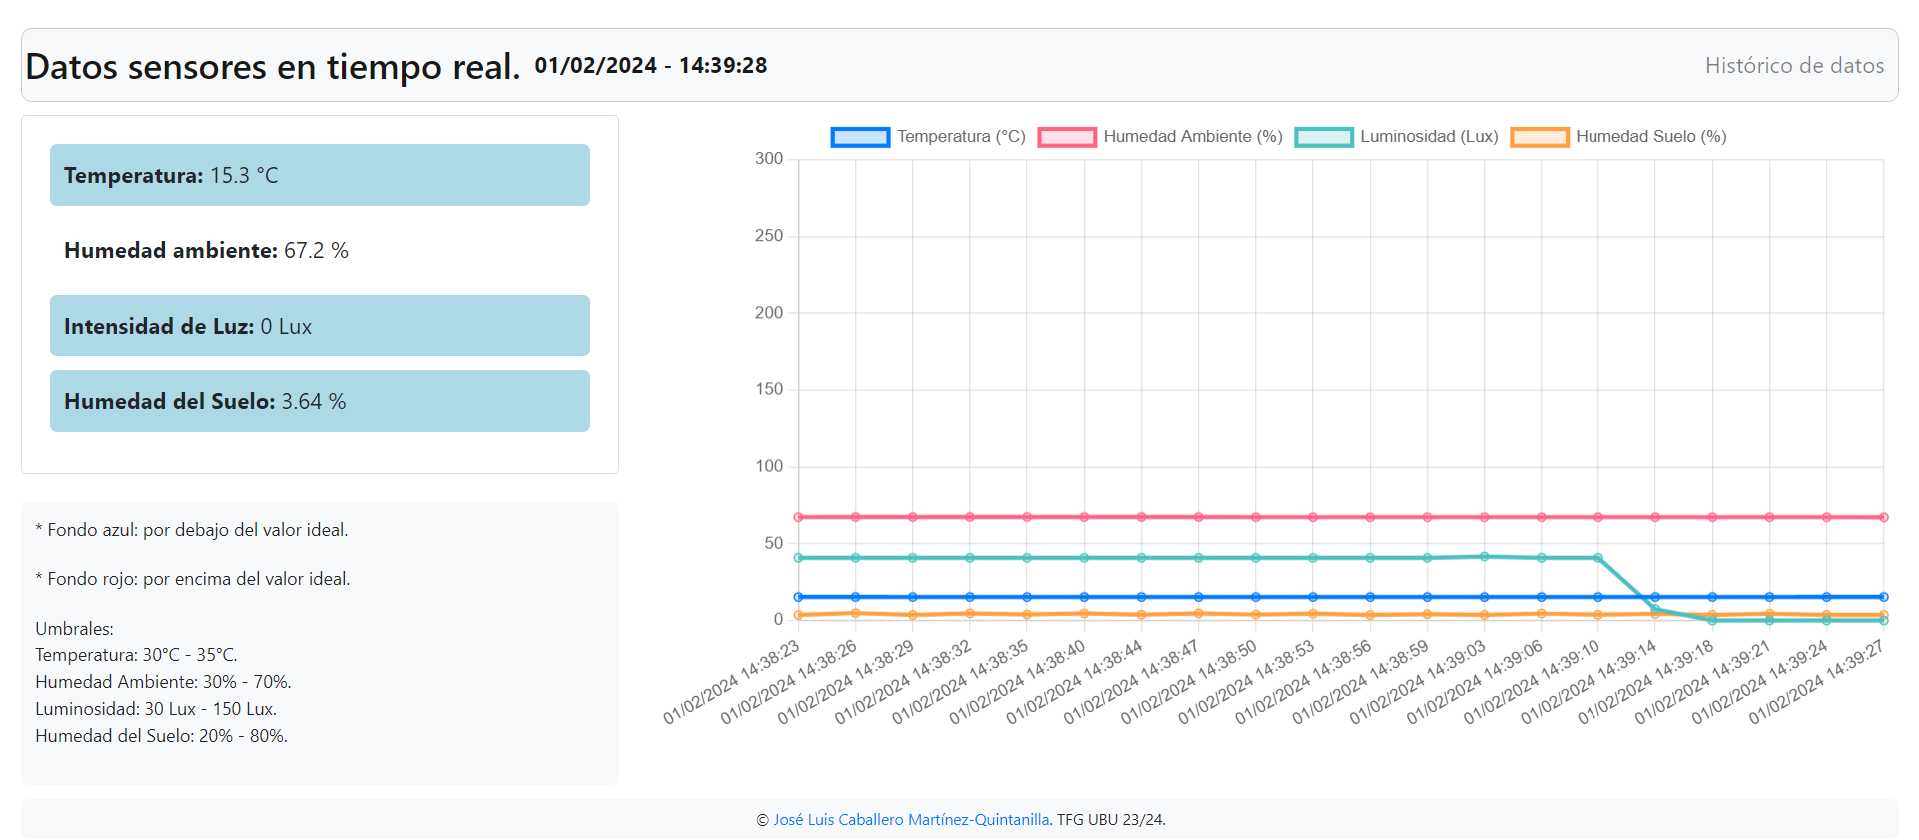 Datos sensores en tiempo real. 01/02/2024 - 14:39:28
Histórico de datos
Temperatura: 15.3 °C
Humedad ambiente: 67.2 %
Intensidad de Luz: 0 Lux
Humedad del Suelo: 3.64 %
* Fondo azul: por debajo del valor ideal.
* Fondo rojo: por encima del valor ideal.
Umbrales:
Temperatura: 30°C - 35°C.
Humedad Ambiente: 30% - 70%.
Luminosidad: 30 Lux - 150 Lux.
Humedad del Suelo: 20% - 80%.
Temperatura (°C) Humedad Ambiente (%) Luminosidad (Lux) Humedad Suelo (%)
300
250
200
150
100
50
0
01/02/2024 14:38:23
01/02/2024 14:38:26
01/02/2024 14:38:29
01/02/2024 14:38:32
01/02/2024 14:38:35
01/02/2024 14:38:40
01/02/2024 14:38:44
01/02/2024 14:38:47
01/02/2024 14:38:50
01/02/2024 14:38:53
01/02/2024 14:38:56
01/02/2024 14:38:59
01/02/2024 14:39:03
01/02/2024 14:39:06
01/02/2024 14:39:10
01/02/2024 14:39:14
01/02/2024 14:39:18
01/02/2024 14:39:21
01/02/2024 14:39:24
01/02/2024 14:39:27
© José Luis Caballero Martínez-Quintanilla. TFG UBU 23/24.